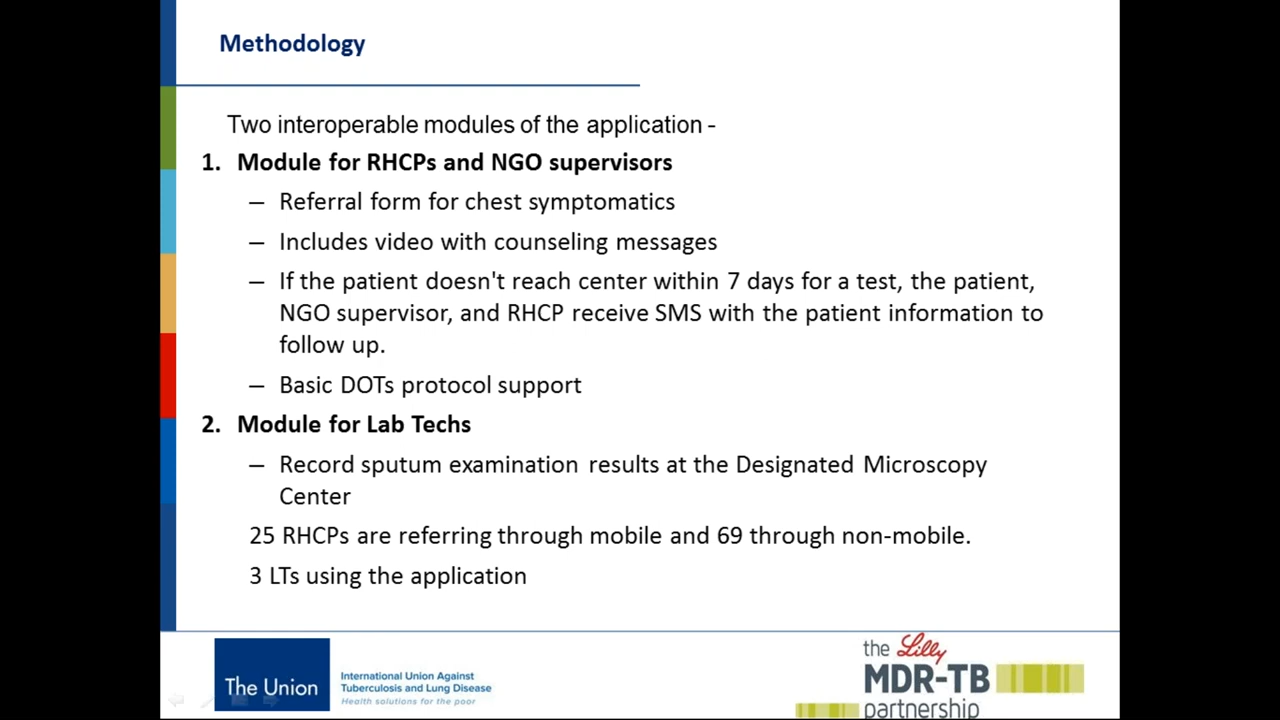 Methodology
Two interoperable modules of the application -
1. Module for RHCPs and NGO supervisors
– Referral form for chest symptomatics
– Includes video with counseling messages
– If the patient doesn't reach center within 7 days for a test, the patient,
NGO supervisor, and RHCP receive SMS with the patient information to
follow up.
– Basic DOTs protocol support
2. Module for Lab Techs
– Record sputum examination results at the Designated Microscopy
Center
25 RHCPs are referring through mobile and 69 through non-mobile.
3 LTs using the application
The Union
International Union Against
Tuberculosis and Lung Disease
Health solutions for the poor
the Lilly
MDR-TB
partnership